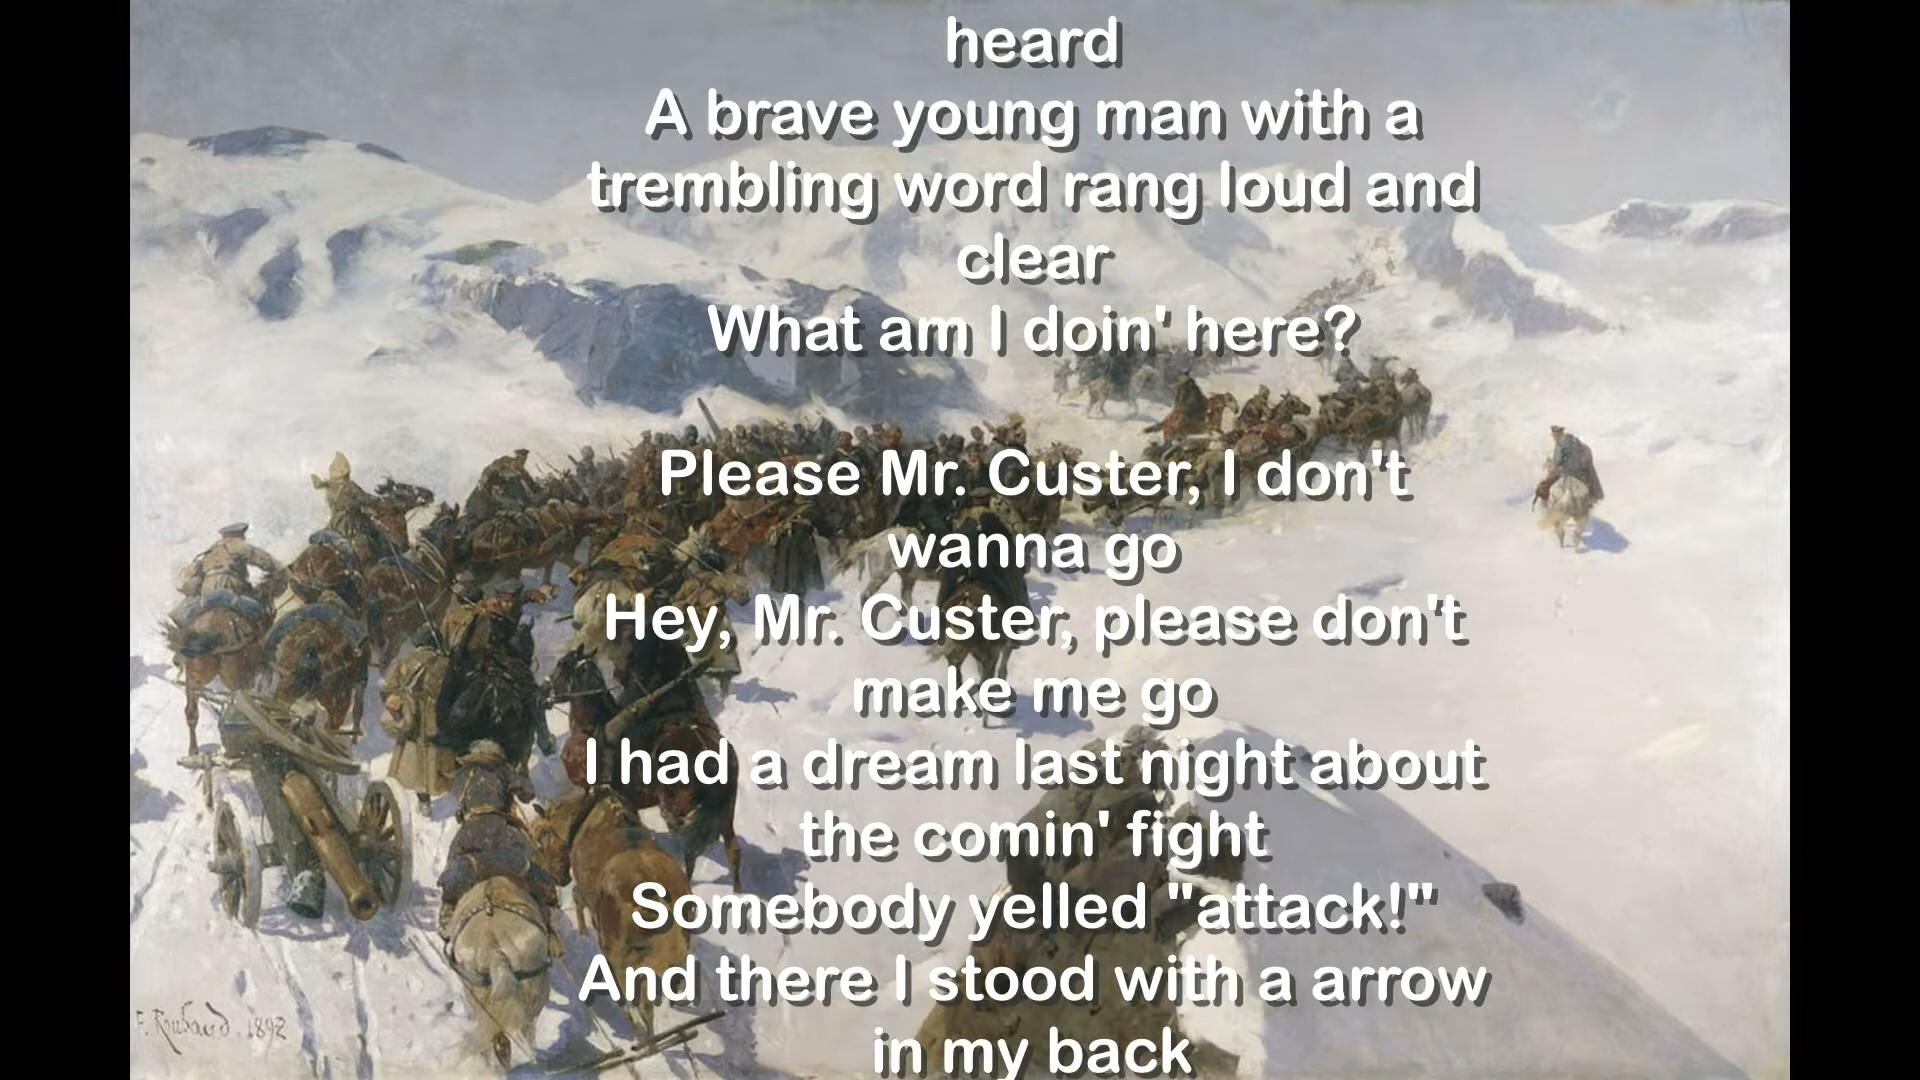 heard
A brave young man with a
trembling word rang loud and
clear
What am I doin' here?
Please Mr. Custer, I don't
wanna go
Hey, Mr. Custer, please don't
make me go
I had a dream last night about
the comin' fight
Somebody yelled "attack!"
And there I stood with a arrow
in my back
F. Roubaud. 1892